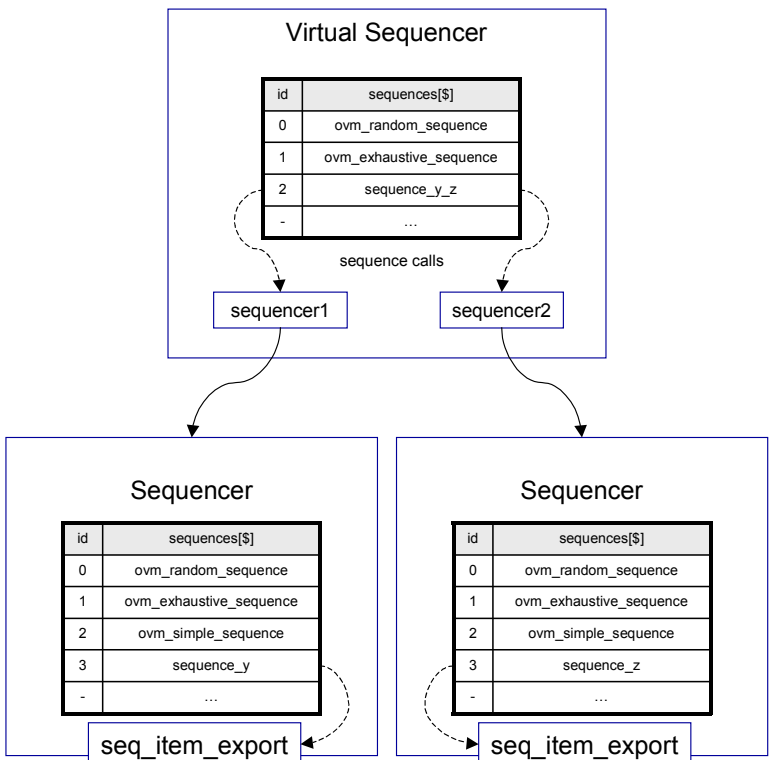 Virtual Sequencer
id sequences[$]
0 ovm_random_sequence
1 ovm_exhaustive_sequence
2 sequence_y_z
- ...
sequence calls
sequencer1 sequencer2
Sequencer
id sequences[$]
0 ovm_random_sequence
1 ovm_exhaustive_sequence
2 ovm_simple_sequence
3 sequence_y
- ...
seq_item_export
Sequencer
id sequences[$]
0 ovm_random_sequence
1 ovm_exhaustive_sequence
2 ovm_simple_sequence
3 sequence_z
- ...
seq_item_export